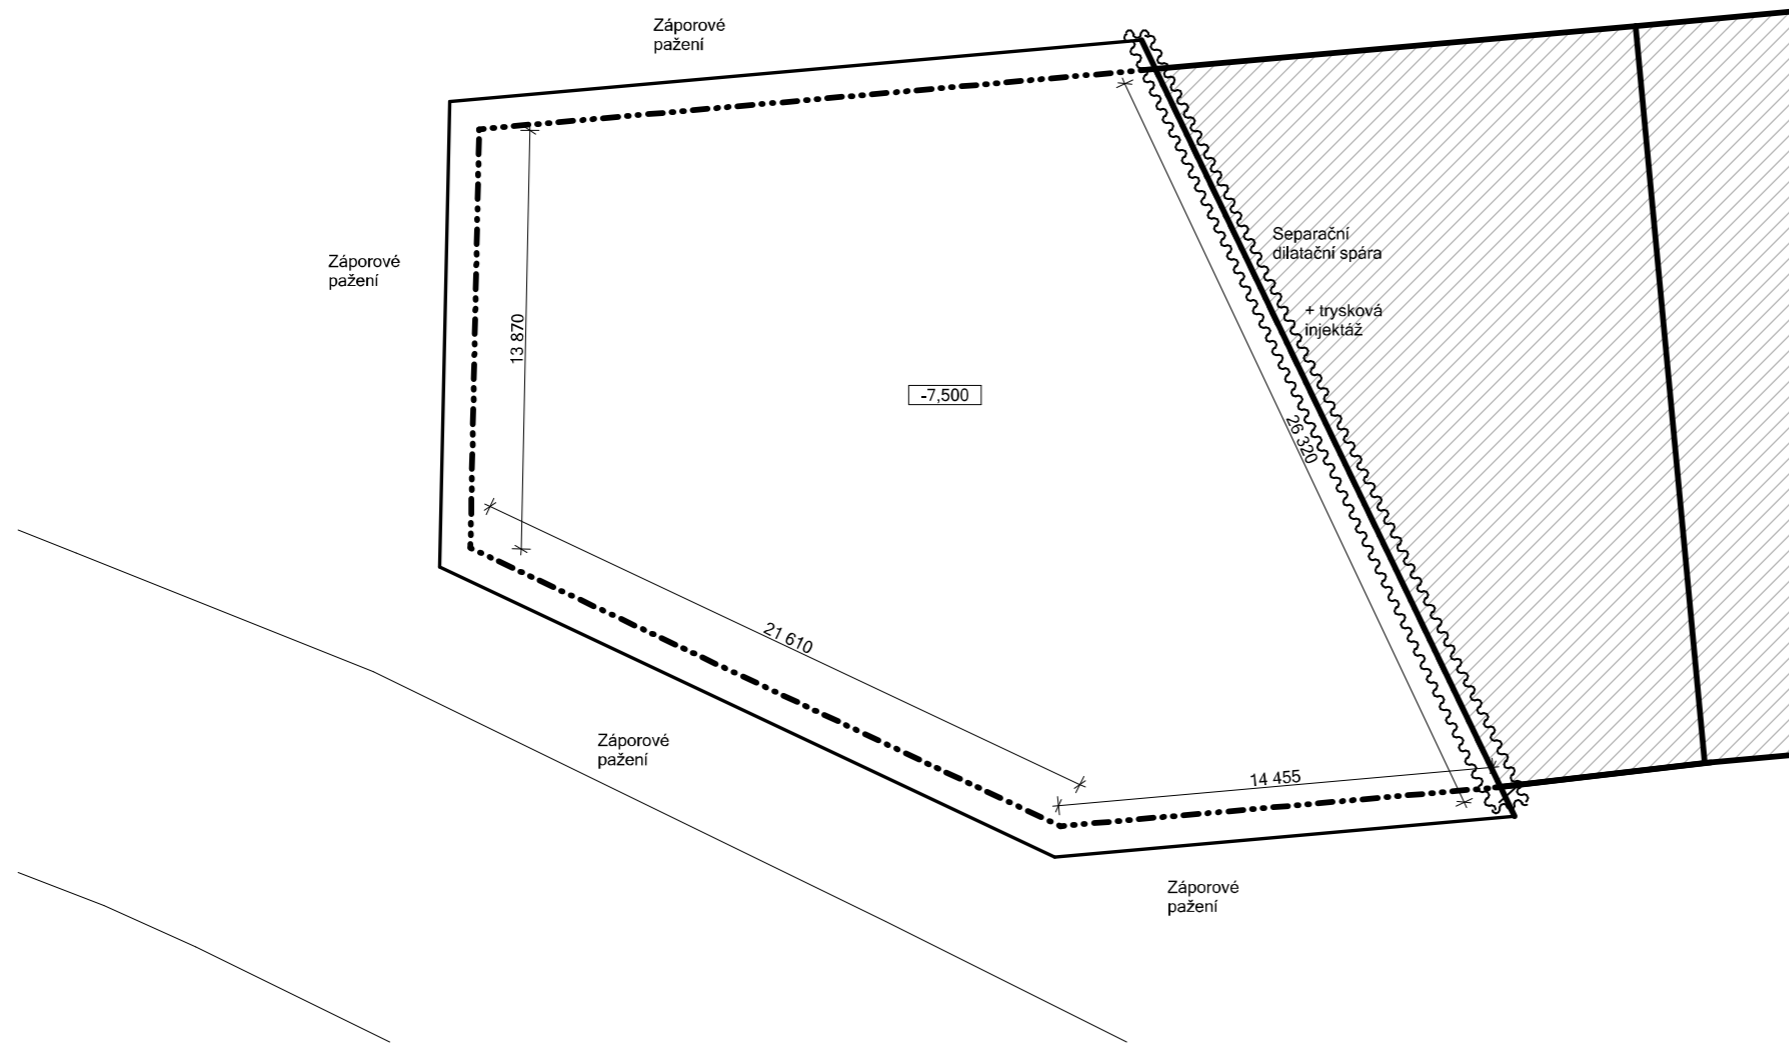 Záporové
pažení
Záporové
pažení
Separační
dilatační spára
+ trysková
injektáž
13 870
-7,500
26 320
21 610
Záporové
pažení
14 455
Záporové
pažení